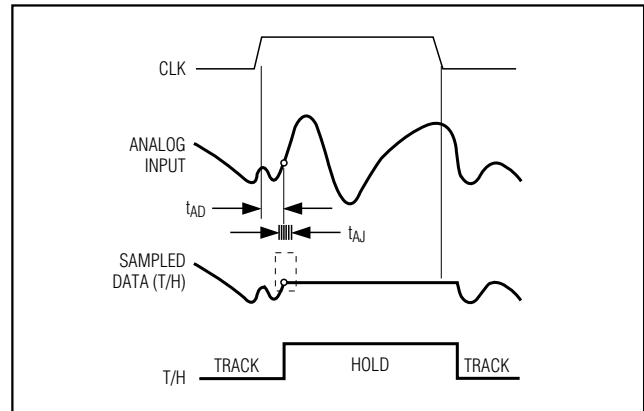 CLK
ANALOG
INPUT
tAD
tAJ
SAMPLED
DATA (T/H)
TRACK HOLD TRACK
T/H